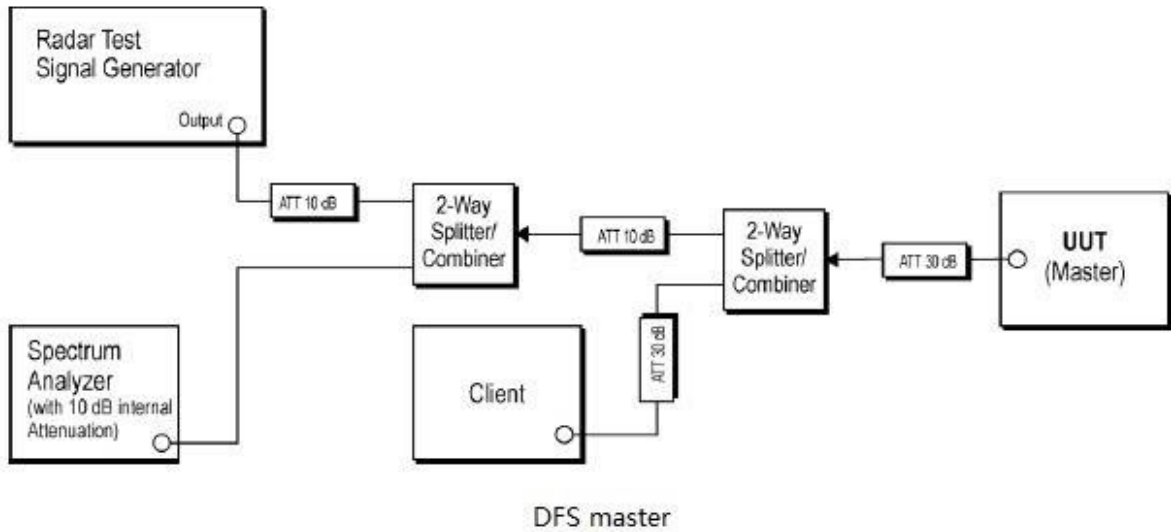 Radar Test
Signal Generator
Output
ATT 10 dB
2-Way
Splitter/
Combiner
ATT 10 dB
2-Way
Splitter/
Combiner
ATT 30 dB
UUT
(Master)
Spectrum
Analyzer
(with 10 dB internal
Attenuation)
Client
ATT 30 dB
DFS master